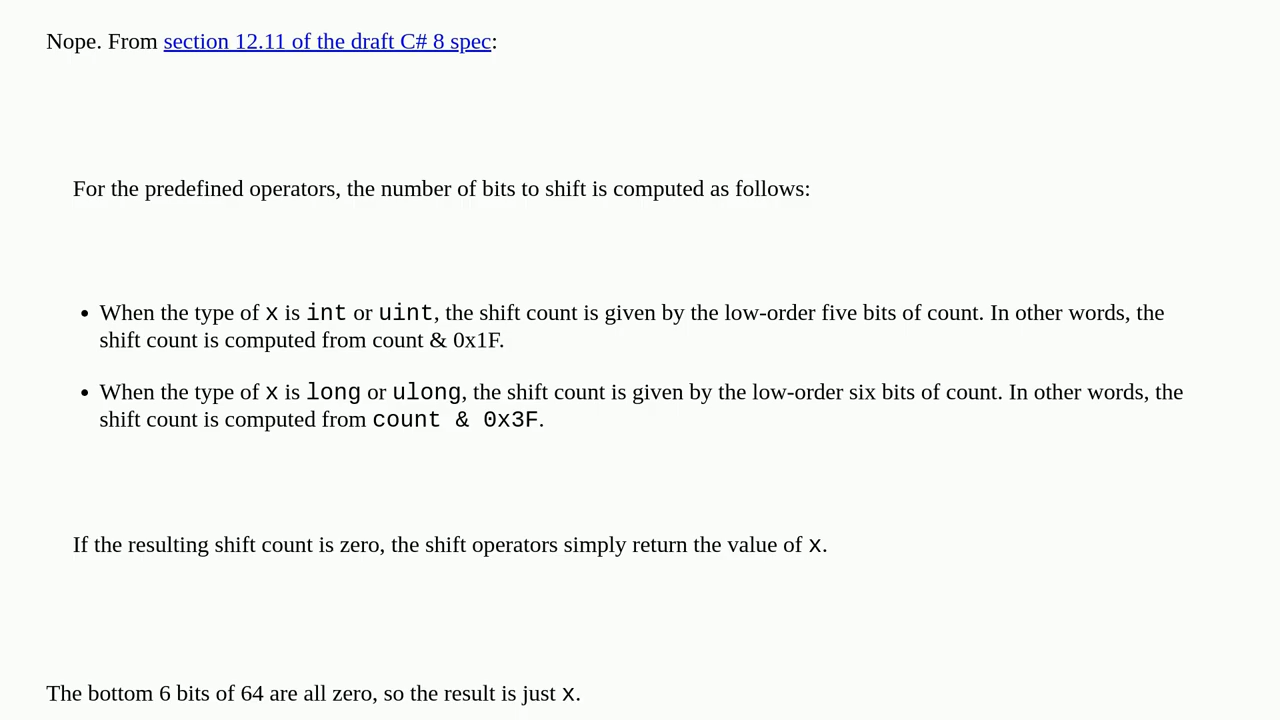 Nope. From section 12.11 of the draft C# 8 spec:
For the predefined operators, the number of bits to shift is computed as follows:
• When the type of x is int or uint, the shift count is given by the low-order five bits of count. In other words, the
shift count is computed from count & 0x1F.
• When the type of x is long or ulong, the shift count is given by the low-order six bits of count. In other words, the
shift count is computed from count & 0x3F.
If the resulting shift count is zero, the shift operators simply return the value of x.
The bottom 6 bits of 64 are all zero, so the result is just x.